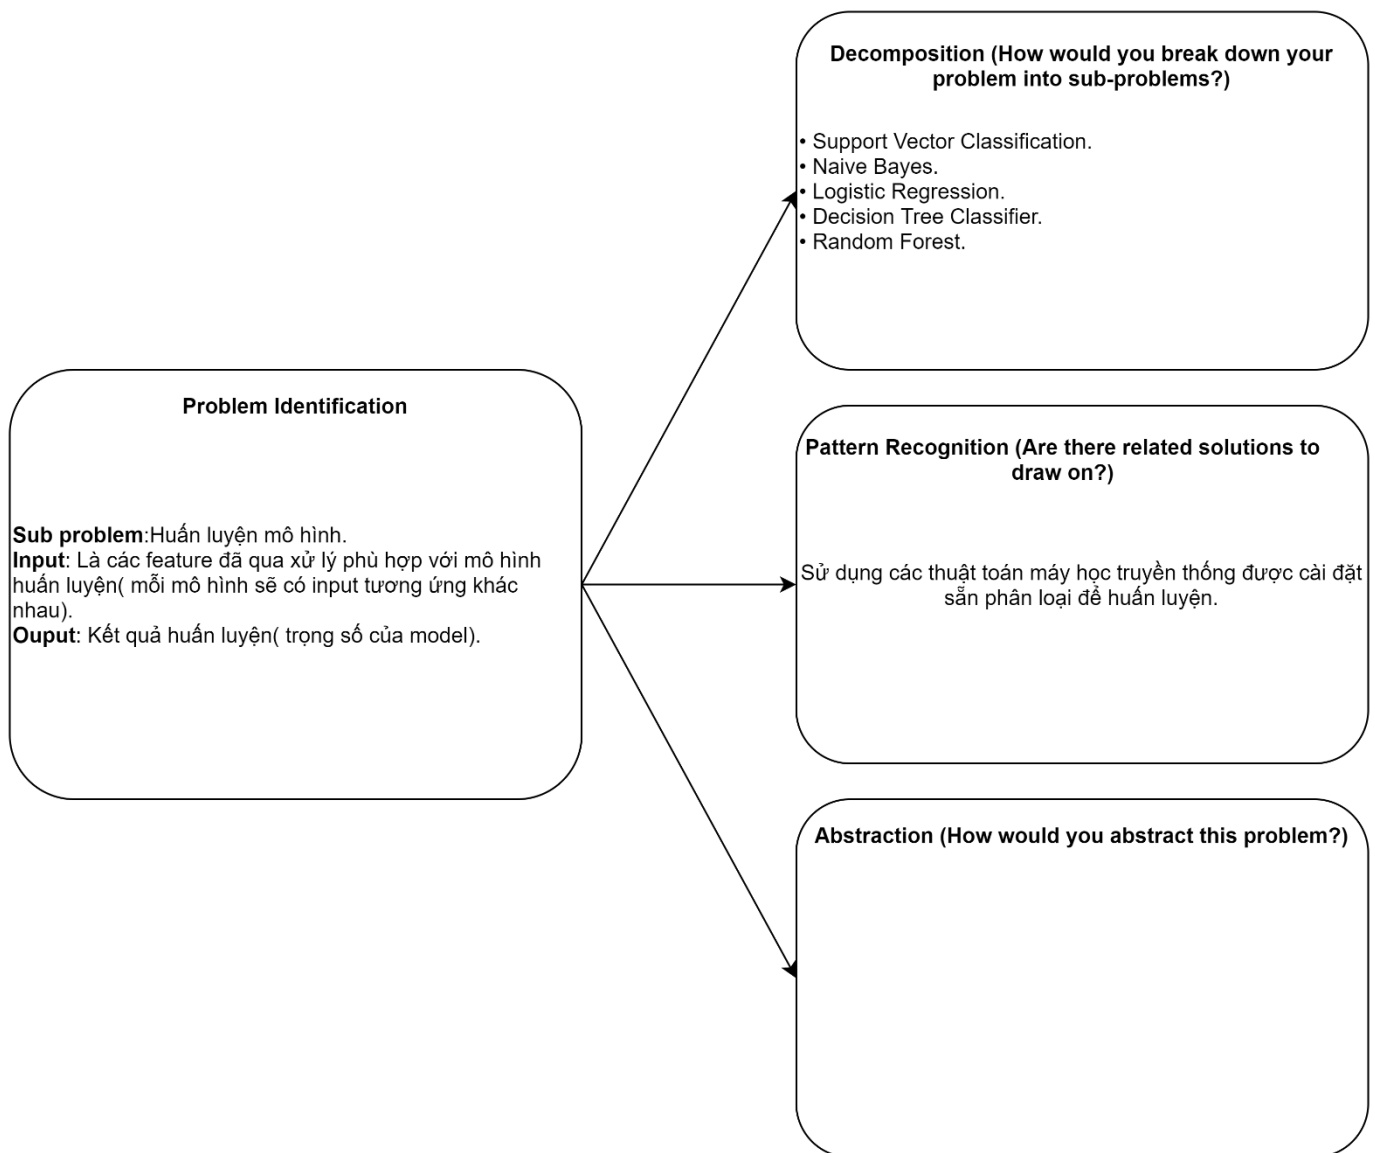 Decomposition (How would you break down your
problem into sub-problems?)
• Support Vector Classification.
• Naive Bayes.
• Logistic Regression.
• Decision Tree Classifier.
• Random Forest.
Problem Identification
Sub problem:Huấn luyện mô hình.
Input: Là các feature đã qua xử lý phù hợp với mô hình
huấn luyện( mỗi mô hình sẽ có input tương ứng khác
nhau).
Ouput: Kết quả huấn luyện( trọng số của model).
Pattern Recognition (Are there related solutions to
draw on?)
Sử dụng các thuật toán máy học truyền thống được cài đặt
sẵn phân loại để huấn luyện.
Abstraction (How would you abstract this problem?)